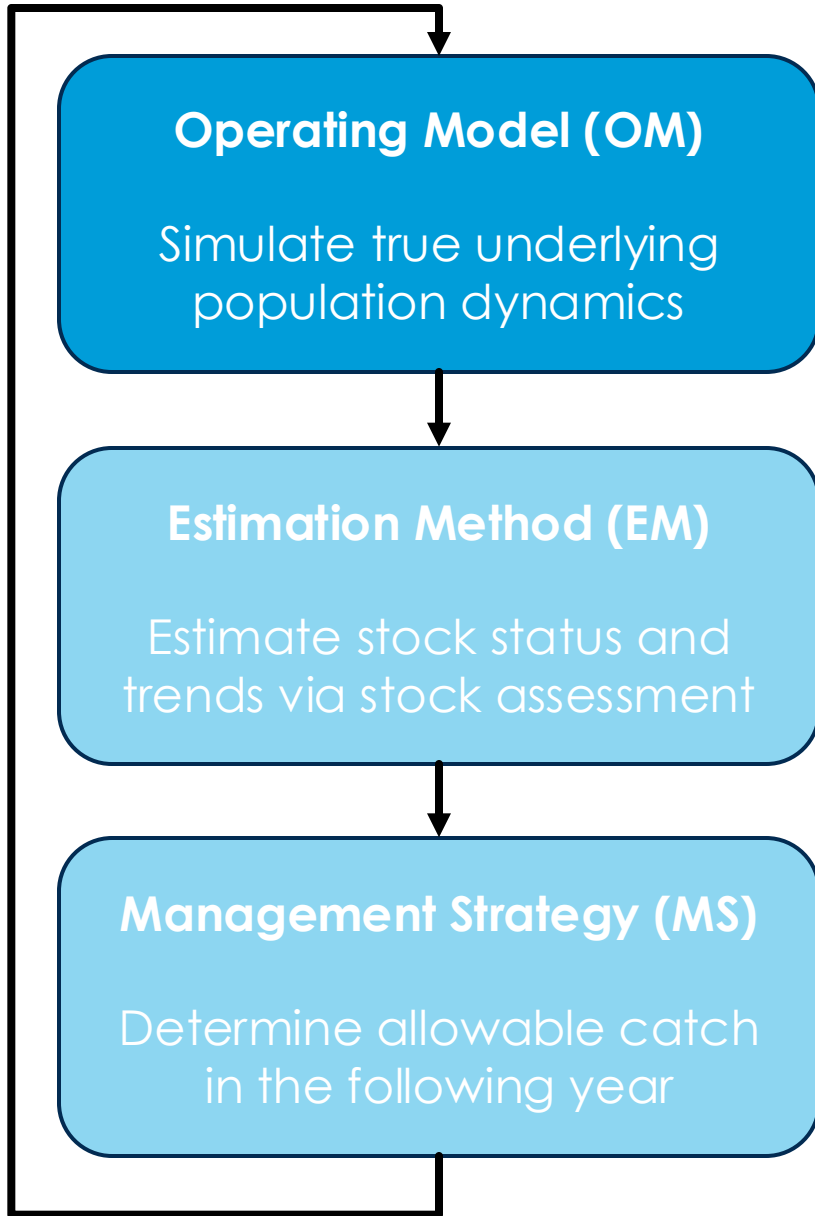 Operating Model (OM)
Simulate true underlying
population dynamics
Estimation Method (EM)
Estimate stock status and
trends via stock assessment
Management Strategy (MS)
Determine allowable catch
in the following year